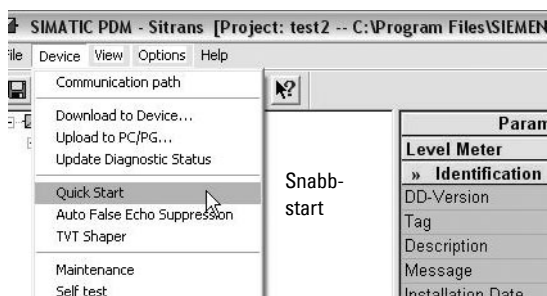 SIMATIC PDM - Sitrans [Project: test2 -- C:\Program Files\SIEMEN
File Device View Options Help
Communication path
Download to Device...
Upload to PC/PG...
Update Diagnostic Status
Quick Start
Auto False Echo Suppression
TVT Shaper
Maintenance
Self test
Snabb-
start
Param
Level Meter
» Identification
DD-Version
Tag
Description
Message
Installation Date